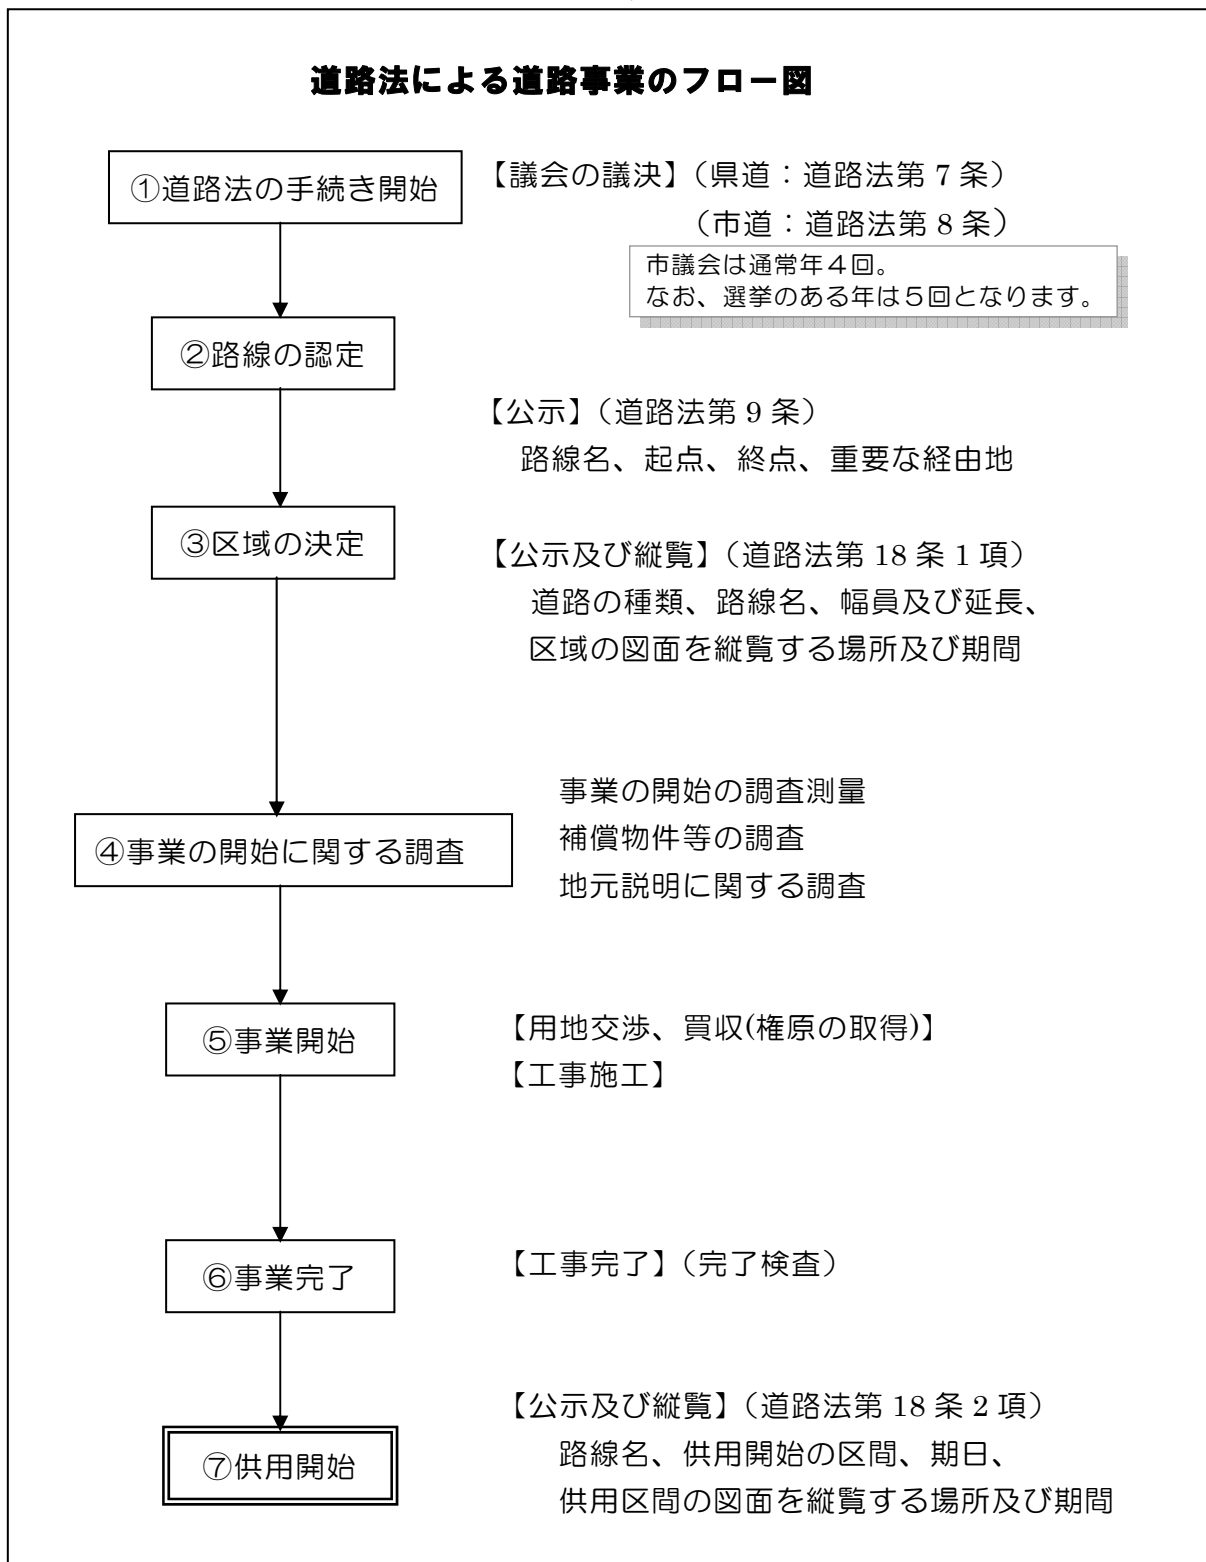 道路法による道路事業のフロー図
①道路法の手続き開始
【議会の議決】（県道：道路法第 7 条）
（市道：道路法第 8 条）
市議会は通常年４回。
なお、選挙のある年は５回となります。
②路線の認定
【公示】（道路法第 9 条）
路線名、起点、終点、重要な経由地
③区域の決定
【公示及び縦覧】（道路法第 18 条 1 項）
道路の種類、路線名、幅員及び延長、
区域の図面を縦覧する場所及び期間
④事業の開始に関する調査
事業の開始の調査測量
補償物件等の調査
地元説明に関する調査
⑤事業開始
【用地交渉、買収(権原の取得)】
【工事施工】
⑥事業完了
【工事完了】（完了検査）
⑦供用開始
【公示及び縦覧】（道路法第 18 条 2 項）
路線名、供用開始の区間、期日、
供用区間の図面を縦覧する場所及び期間